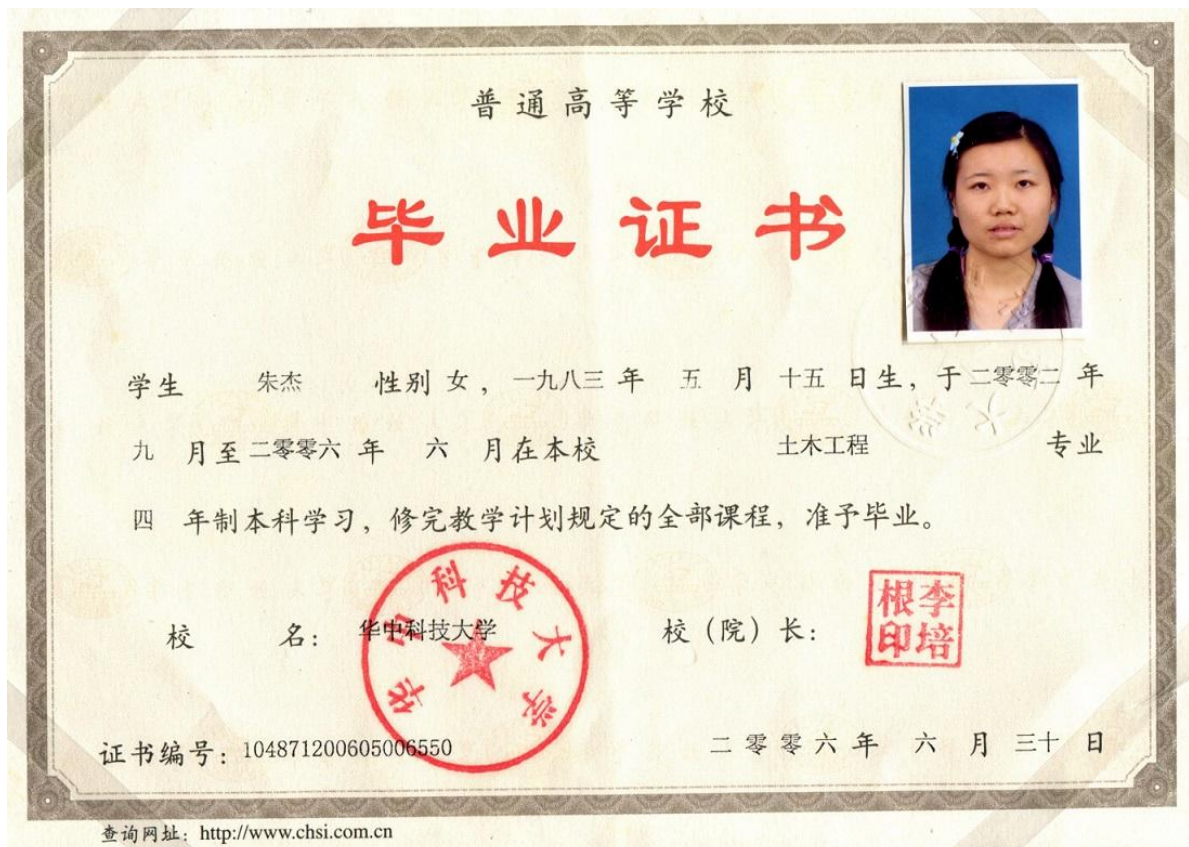 普通高等学校
毕业证书
学生 朱杰 性别 女，一九八三 年 五 月 十五 日生，于 二零零二 年
九 月至 二零零六 年 六 月在本校 土木工程 专业
四 年制本科学习，修完教学计划规定的全部课程，准予毕业。
校 名： 华中科技大学 校（院）长：
华中科技大学
李培根印
证书编号：104871200605006550 二零零六年 六 月 三十 日
查询网址：http://www.chsi.com.cn